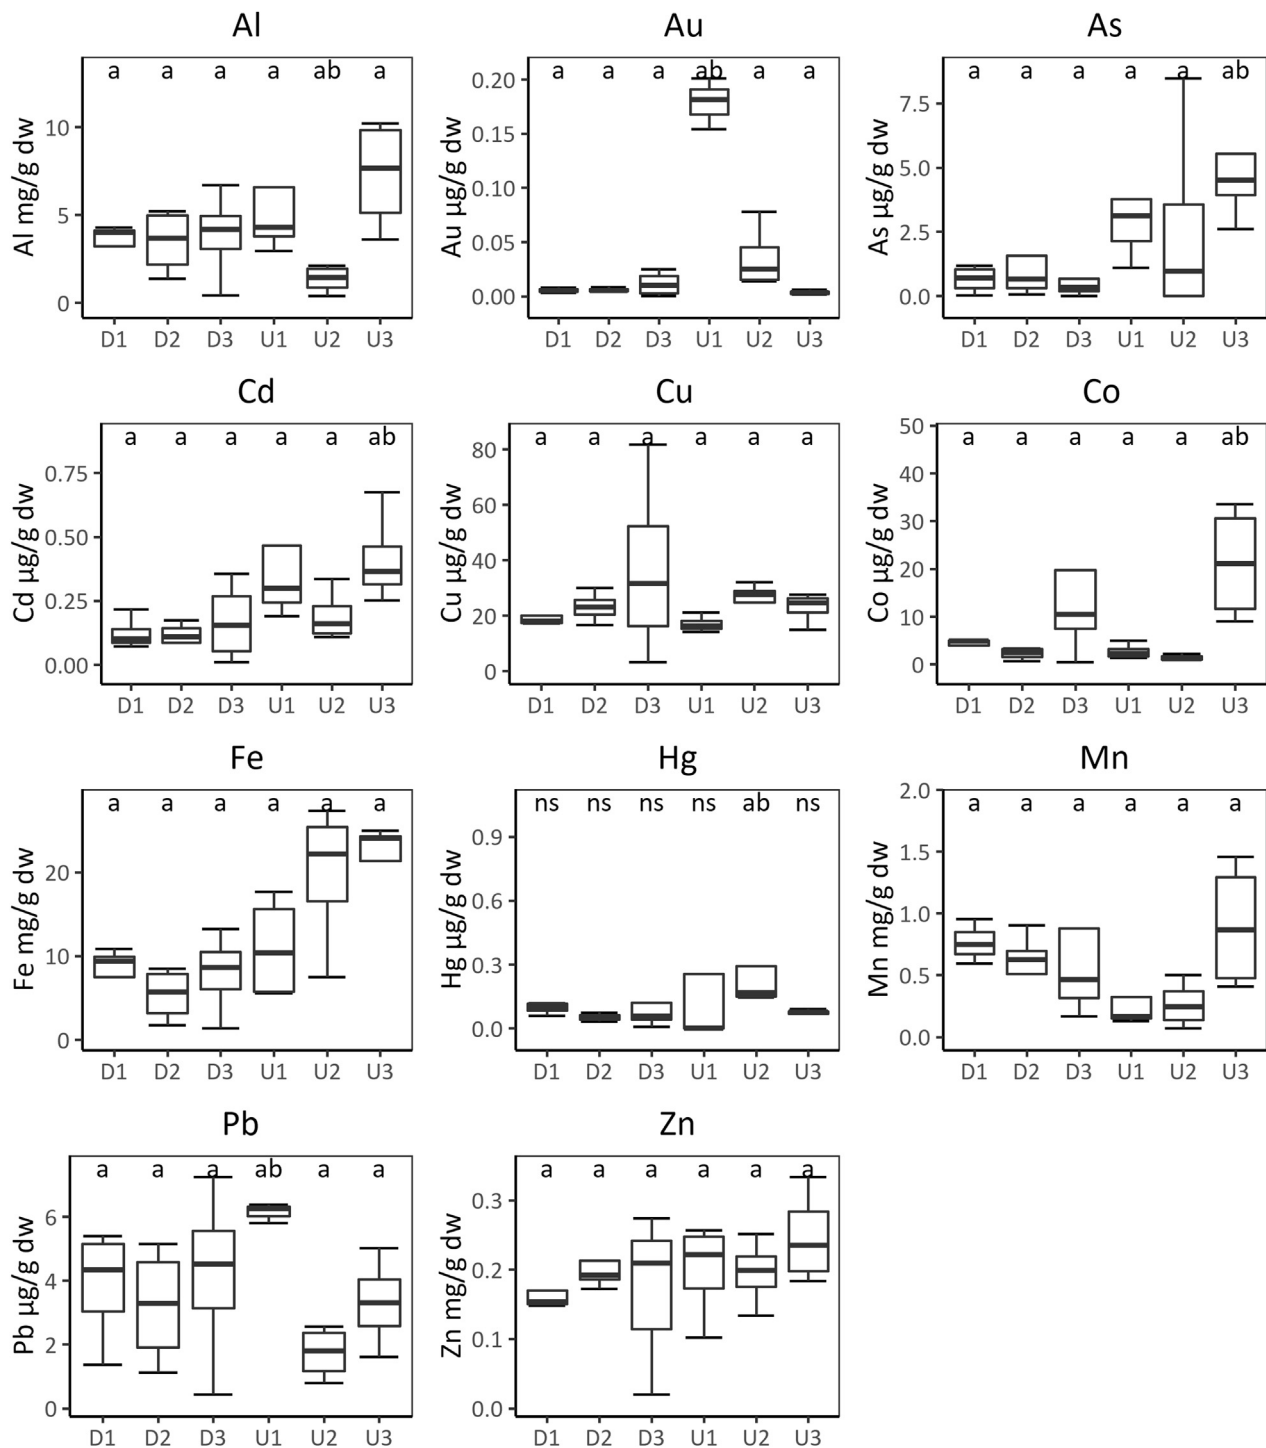 Al
Au
As
a a a a ab a
a a a ab a a
a a a a a ab
Al mg/g dw
10
5
0
D1 D2 D3 U1 U2 U3
Au µg/g dw
0.20
0.15
0.10
0.05
0.00
D1 D2 D3 U1 U2 U3
As µg/g dw
7.5
5.0
2.5
0.0
D1 D2 D3 U1 U2 U3
Cd
Cu
Co
a a a a a ab
a a a a a a
a a a a a ab
Cd µg/g dw
0.75
0.50
0.25
0.00
D1 D2 D3 U1 U2 U3
Cu µg/g dw
80
60
40
20
0
D1 D2 D3 U1 U2 U3
Co µg/g dw
50
40
30
20
10
0
D1 D2 D3 U1 U2 U3
Fe
Hg
Mn
a a a a a a
ns ns ns ns ab ns
a a a a a a
Fe mg/g dw
20
10
0
D1 D2 D3 U1 U2 U3
Hg µg/g dw
0.9
0.6
0.3
0.0
D1 D2 D3 U1 U2 U3
Mn mg/g dw
2.0
1.5
1.0
0.5
0.0
D1 D2 D3 U1 U2 U3
Pb
Zn
a a a ab a a
a a a a a a
Pb µg/g dw
6
4
2
0
D1 D2 D3 U1 U2 U3
Zn mg/g dw
0.3
0.2
0.1
0.0
D1 D2 D3 U1 U2 U3